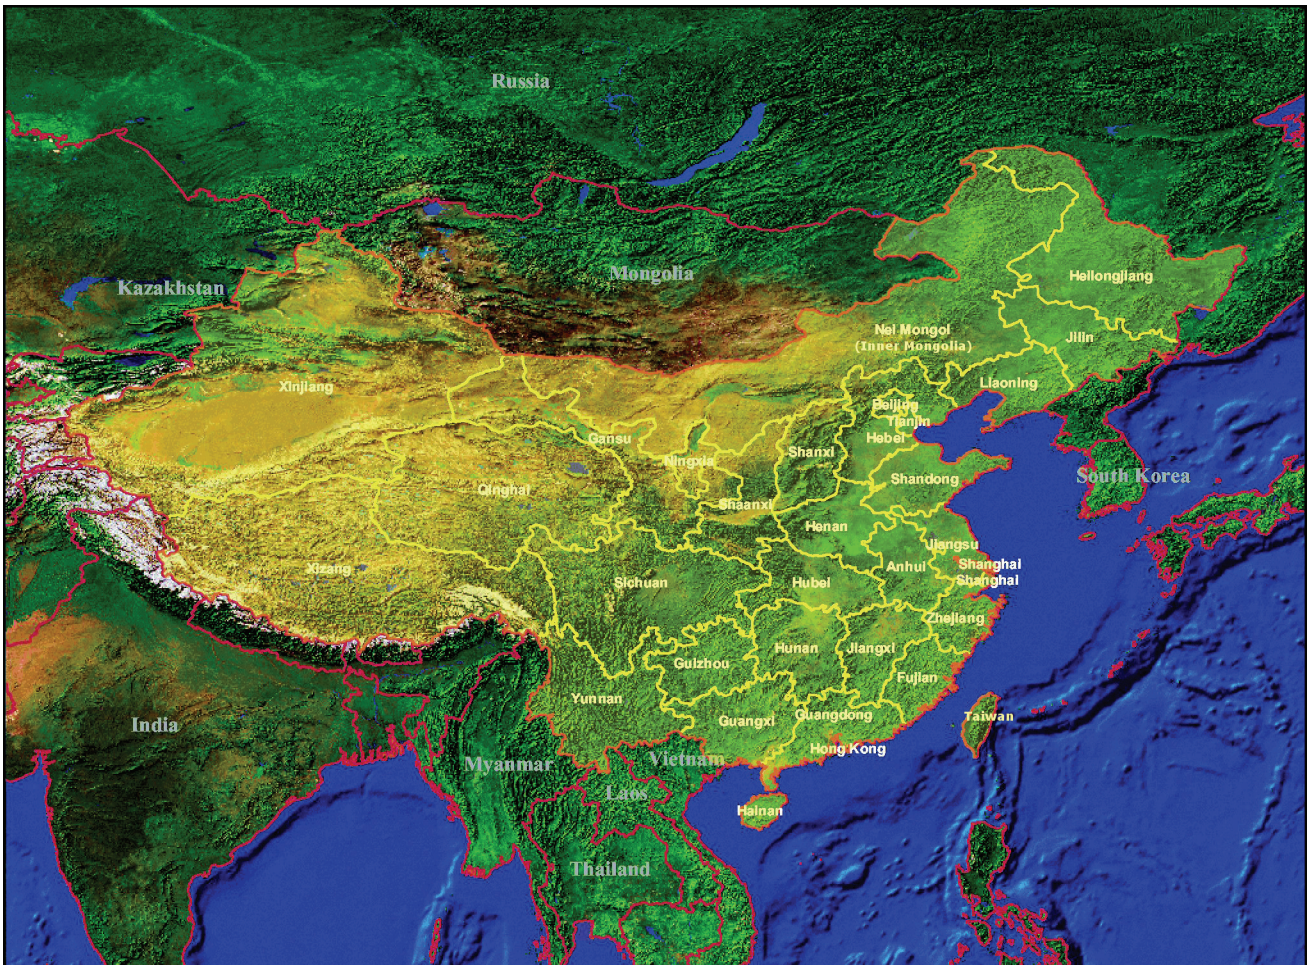 Russia
Mongolia
Kazakhstan
Heilongjiang
Nei Mongol
(Inner Mongolia)
Jilin
Liaoning
Xinjiang
Beijing
Tianjin
Hebei
Gansu
Shanxi
Ningxia
South Korea
Shandong
Qinghai
Shaanxi
Henan
Jiangsu
Shanghai
Anhui
Xizang
Sichuan
Hubei
Shanghai
Zhejiang
Hunan
Jiangxi
Guizhou
Fujian
Yunnan
Guangxi
Guangdong
Taiwan
India
Hong Kong
Vietnam
Myanmar
Laos
Hainan
Thailand